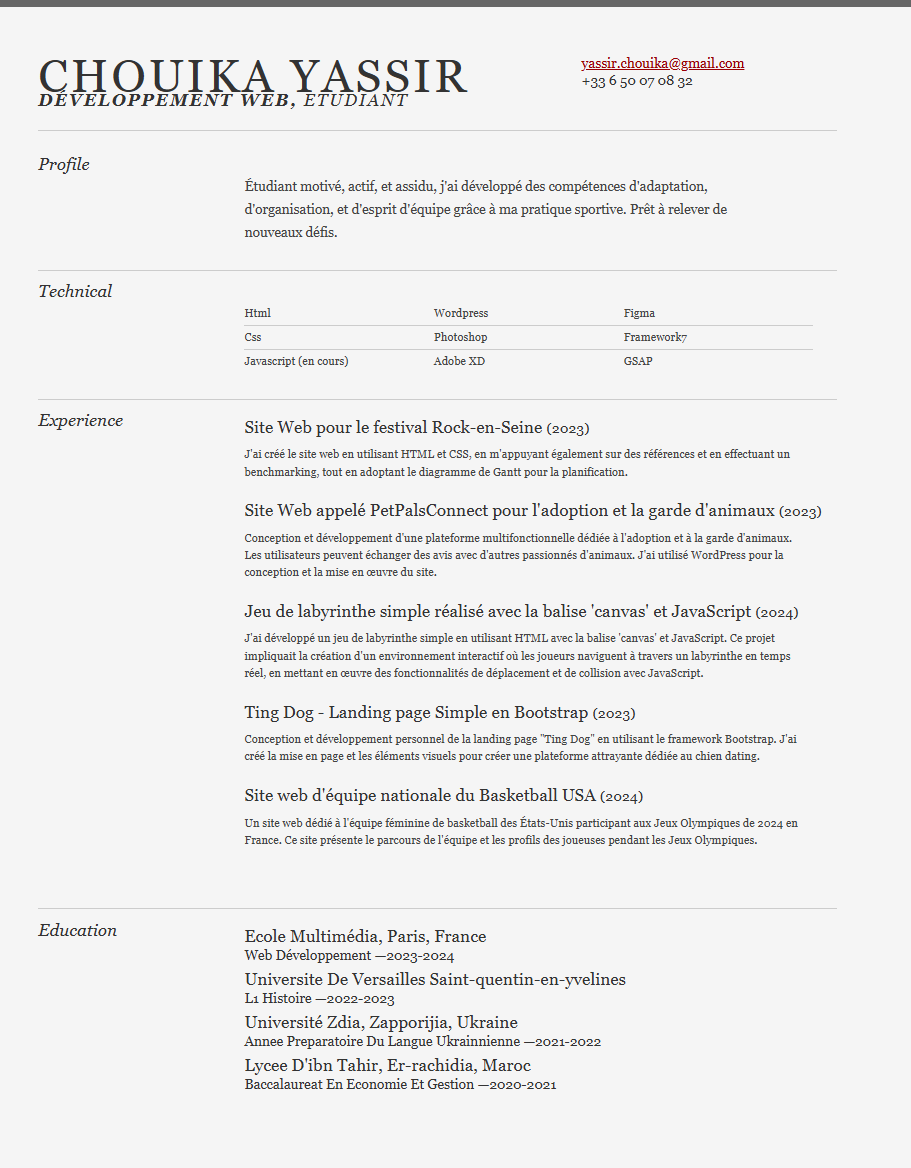 CHOUIKA YASSIR
DÉVELOPPEMENT WEB, ETUDIANT
yassir.chouika@gmail.com
+33 6 50 07 08 32
Profile
Étudiant motivé, actif, et assidu, j'ai développé des compétences d'adaptation,
d'organisation, et d'esprit d'équipe grâce à ma pratique sportive. Prêt à relever de
nouveaux défis.
Technical
Html Wordpress Figma
Css Photoshop Framework7
Javascript (en cours) Adobe XD GSAP
Experience
Site Web pour le festival Rock-en-Seine (2023)
J'ai créé le site web en utilisant HTML et CSS, en m'appuyant également sur des références et en effectuant un
benchmarking, tout en adoptant le diagramme de Gantt pour la planification.
Site Web appelé PetPalsConnect pour l'adoption et la garde d'animaux (2023)
Conception et développement d'une plateforme multifonctionnelle dédiée à l'adoption et à la garde d'animaux.
Les utilisateurs peuvent échanger des avis avec d'autres passionnés d'animaux. J'ai utilisé WordPress pour la
conception et la mise en œuvre du site.
Jeu de labyrinthe simple réalisé avec la balise 'canvas' et JavaScript (2024)
J'ai développé un jeu de labyrinthe simple en utilisant HTML avec la balise 'canvas' et JavaScript. Ce projet
impliquait la création d'un environnement interactif où les joueurs naviguent à travers un labyrinthe en temps
réel, en mettant en œuvre des fonctionnalités de déplacement et de collision avec JavaScript.
Ting Dog - Landing page Simple en Bootstrap (2023)
Conception et développement personnel de la landing page "Ting Dog" en utilisant le framework Bootstrap. J'ai
créé la mise en page et les éléments visuels pour créer une plateforme attrayante dédiée au chien dating.
Site web d'équipe nationale du Basketball USA (2024)
Un site web dédié à l'équipe féminine de basketball des États-Unis participant aux Jeux Olympiques de 2024 en
France. Ce site présente le parcours de l'équipe et les profils des joueuses pendant les Jeux Olympiques.
Education
Ecole Multimédia, Paris, France
Web Développement —2023-2024
Universite De Versailles Saint-quentin-en-yvelines
L1 Histoire —2022-2023
Université Zdia, Zapporijia, Ukraine
Annee Preparatoire Du Langue Ukrainnienne —2021-2022
Lycee D'ibn Tahir, Er-rachidia, Maroc
Baccalaureat En Economie Et Gestion —2020-2021